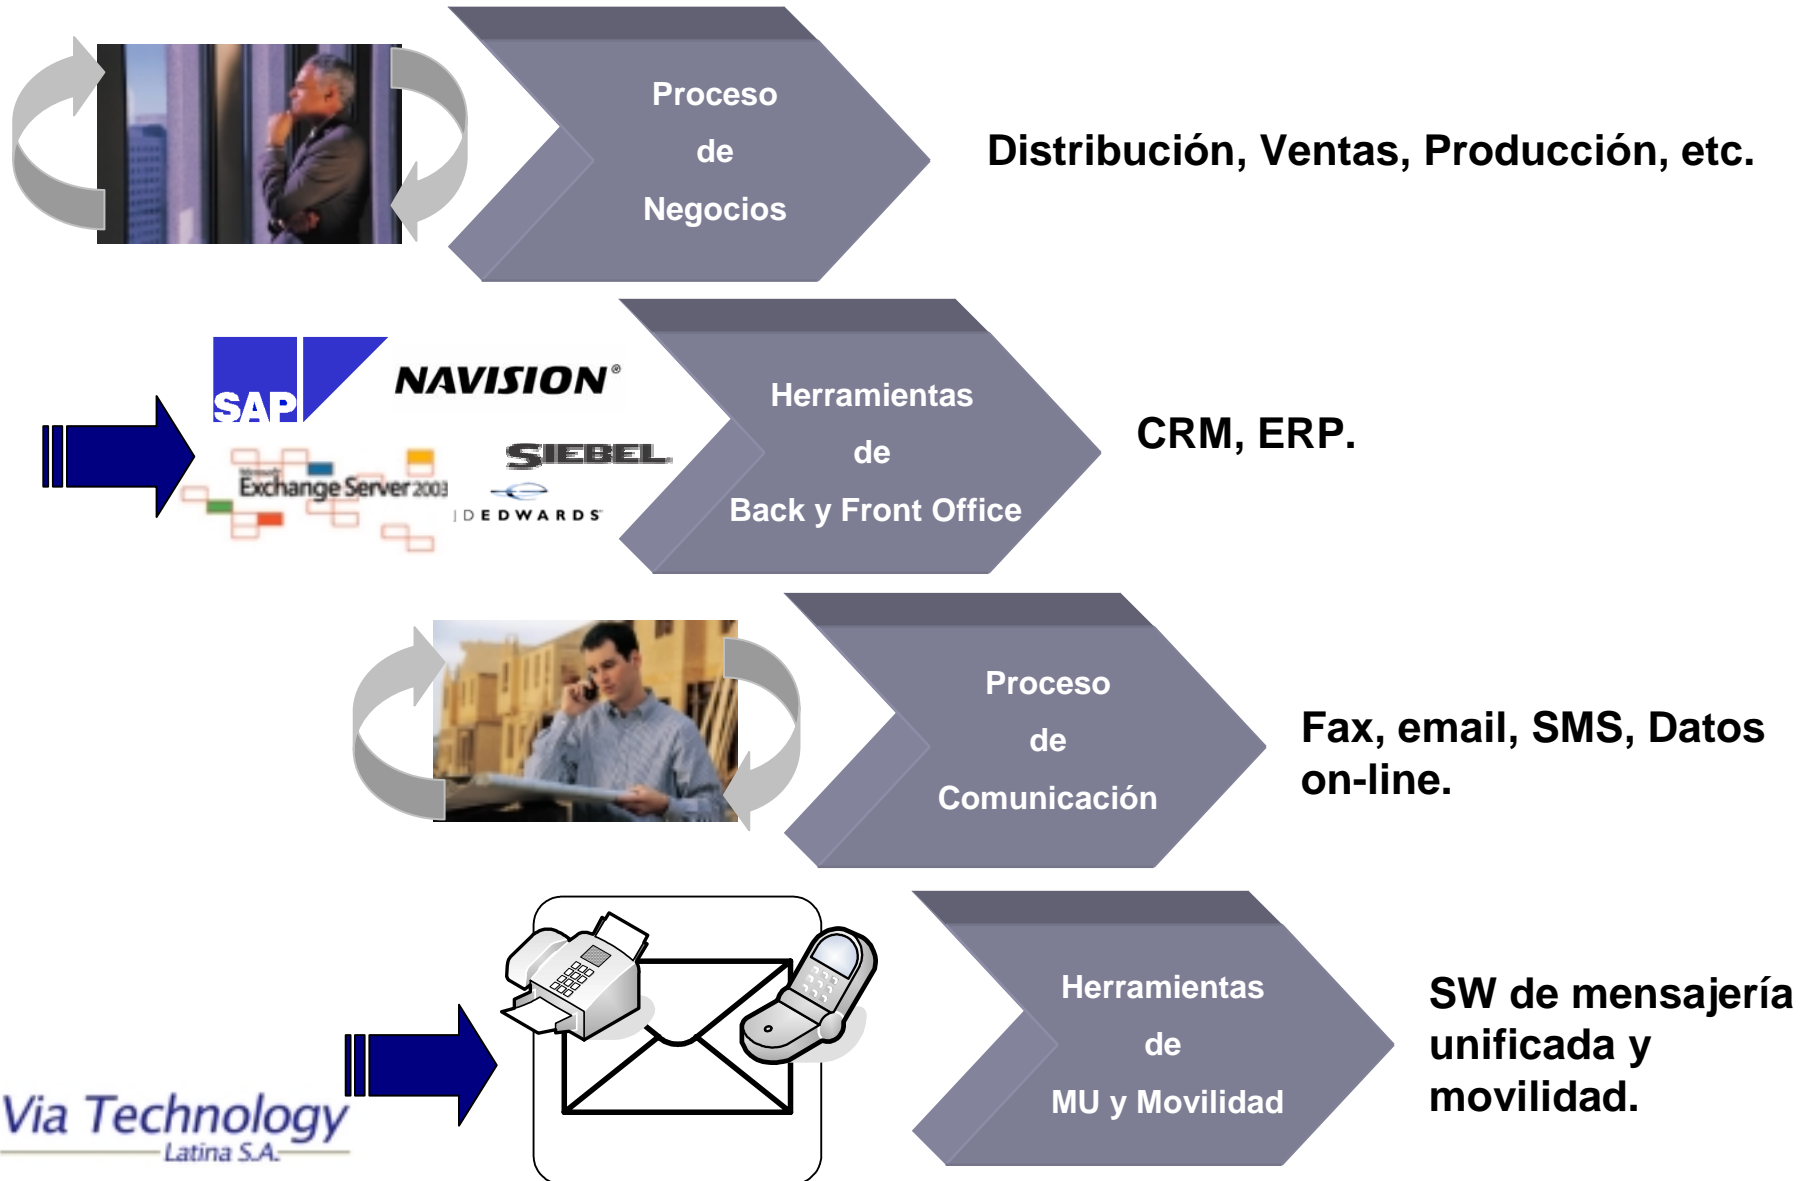 Proceso
de
Negocios
Distribución, Ventas, Producción, etc.
SAP
NAVISION®
Herramientas
de
Back y Front Office
CRM, ERP.
SIEBEL
Microsoft
Exchange Server 2003
JDEDWARDS
Proceso
de
Comunicación
Fax, email, SMS, Datos
on-line.
Herramientas
de
MU y Movilidad
SW de mensajería
unificada y
movilidad.
Via Technology
Latina S.A.